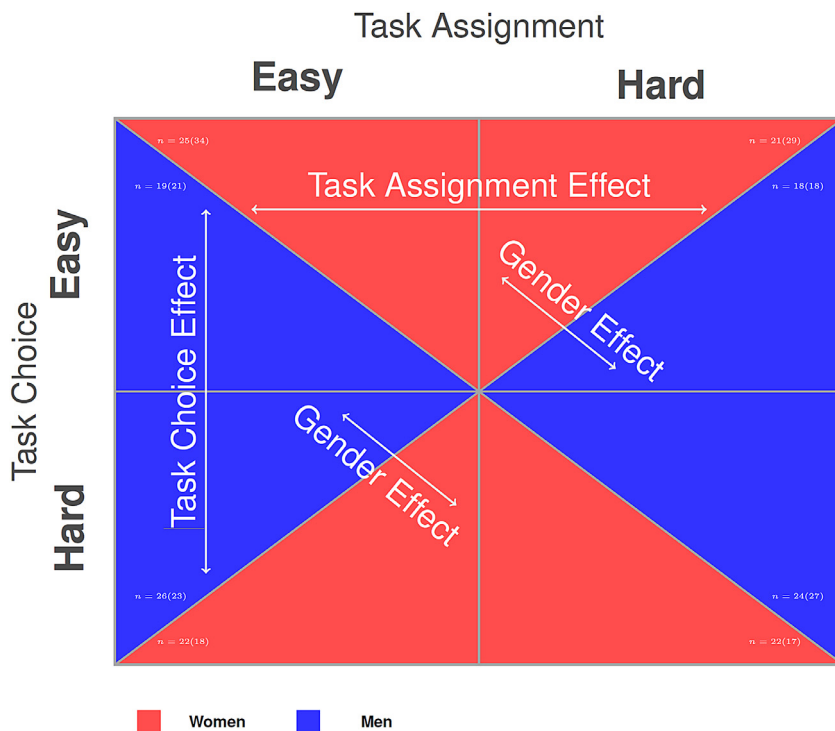 Task Assignment
Easy
Hard
n = 25(34)
n = 21(29)
n = 19(21)
n = 18(18)
Task Assignment Effect
Easy
Gender Effect
Task Choice Effect
Task Choice
Gender Effect
Hard
n = 26(23)
n = 24(27)
n = 22(18)
n = 22(17)
Women
Men